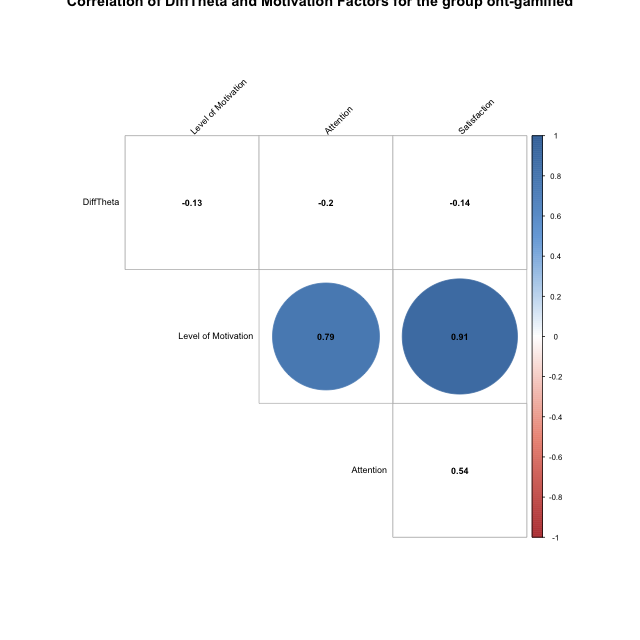 Correlation of DiffTheta and Motivation Factors for the group ont-gamified
Level of Motivation
Attention
Satisfaction
DiffTheta
-0.13
-0.2
-0.14
Level of Motivation
0.79
0.91
Attention
0.54
1
0.8
0.6
0.4
0.2
0
-0.2
-0.4
-0.6
-0.8
-1